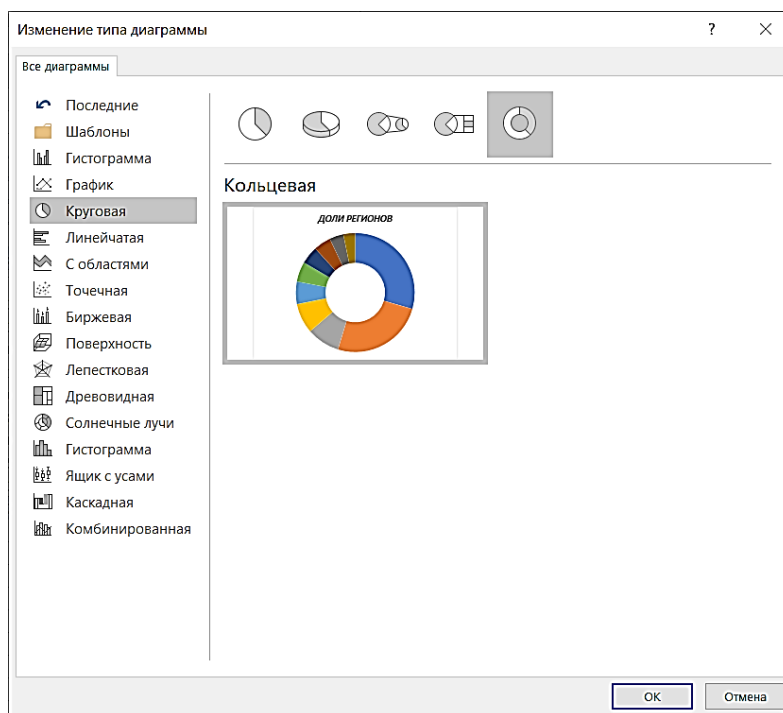 Изменение типа диаграммы ?
Все диаграммы
Последние
Шаблоны
Гистограмма
График
Круговая
Линейчатая
С областями
Точечная
Биржевая
Поверхность
Лепестковая
Древовидная
Солнечные лучи
Гистограмма
Ящик с усами
Каскадная
Комбинированная
Кольцевая
ДОЛИ РЕГИОНОВ
ОК
Отмена